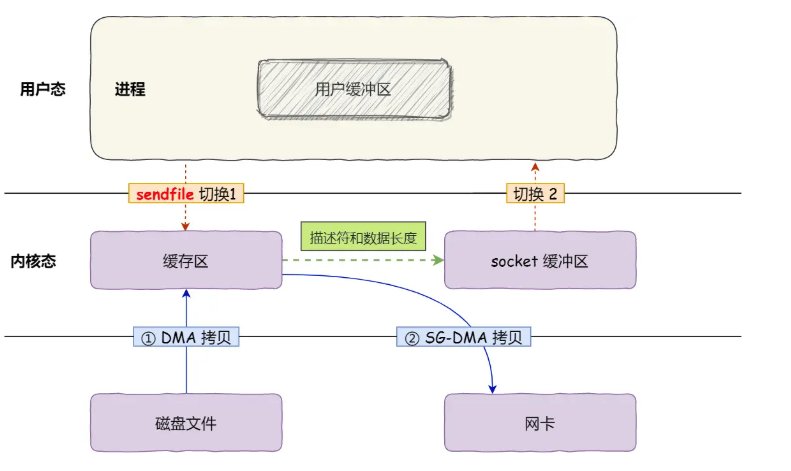 用户态
进程
用户缓冲区
sendfile 切换1
切换 2
内核态
缓存区
描述符和数据长度
socket 缓冲区
① DMA 拷贝
② SG-DMA 拷贝
磁盘文件
网卡